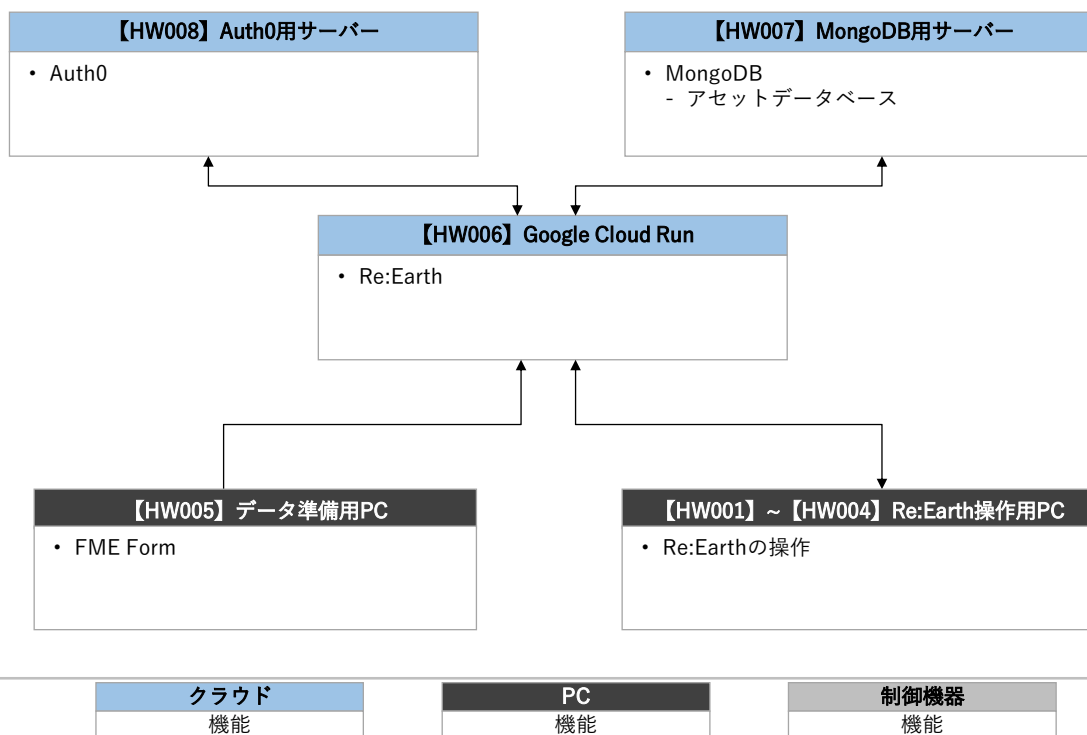 【HW008】Auth0用サーバー
• Auth0
【HW007】MongoDB用サーバー
• MongoDB
- アセットデータベース
【HW006】Google Cloud Run
• Re:Earth
【HW005】データ準備用PC
• FME Form
【HW001】~【HW004】Re:Earth操作用PC
• Re:Earthの操作
クラウド
機能
PC
機能
制御機器
機能